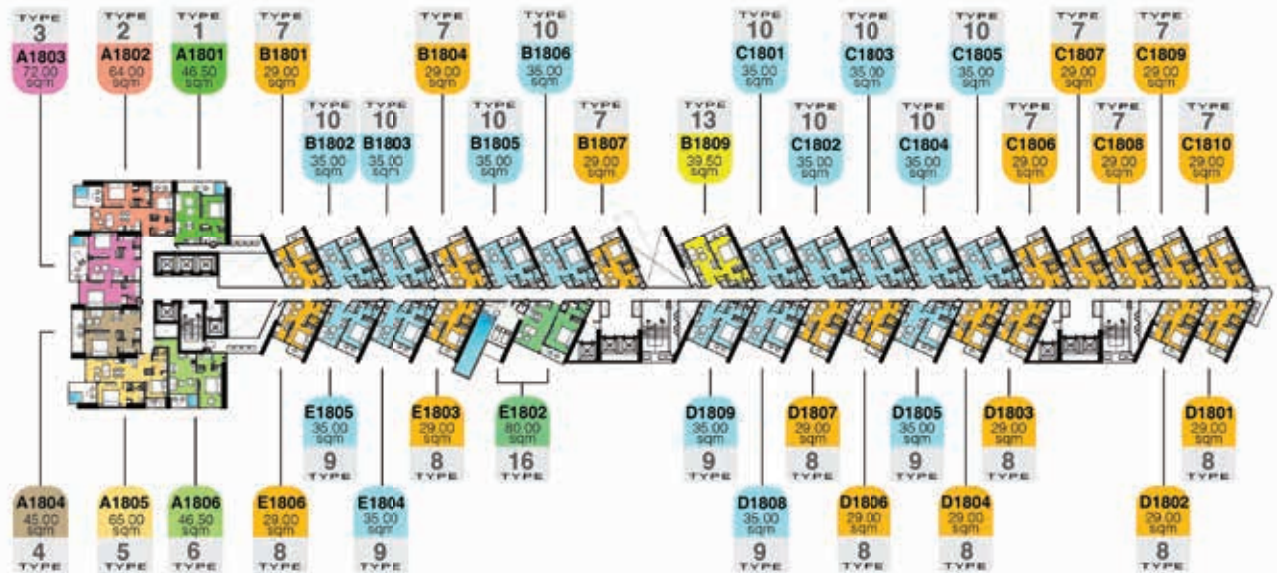 TYPE
3
A1803
72.00
sqm
TYPE
2
A1802
64.00
sqm
TYPE
1
A1801
46.50
sqm
TYPE
7
B1801
29.00
sqm
TYPE
7
B1804
29.00
sqm
TYPE
10
B1806
35.00
sqm
TYPE
10
C1801
35.00
sqm
TYPE
10
C1803
35.00
sqm
TYPE
10
C1805
35.00
sqm
TYPE
7
C1807
29.00
sqm
TYPE
7
C1809
29.00
sqm
TYPE
10
B1802
35.00
sqm
TYPE
10
B1803
35.00
sqm
TYPE
10
B1805
35.00
sqm
TYPE
7
B1807
29.00
sqm
TYPE
13
B1809
39.50
sqm
TYPE
10
C1802
35.00
sqm
TYPE
10
C1804
35.00
sqm
TYPE
7
C1806
29.00
sqm
TYPE
7
C1808
29.00
sqm
TYPE
7
C1810
29.00
sqm
E1805
35.00
sqm
9
TYPE
E1803
29.00
sqm
8
TYPE
E1802
80.00
sqm
16
TYPE
D1809
35.00
sqm
9
TYPE
D1807
29.00
sqm
8
TYPE
D1805
35.00
sqm
9
TYPE
D1803
29.00
sqm
8
TYPE
D1801
29.00
sqm
8
TYPE
A1804
45.00
sqm
4
TYPE
A1805
65.00
sqm
5
TYPE
A1806
46.50
sqm
6
TYPE
E1806
29.00
sqm
8
TYPE
E1804
35.00
sqm
9
TYPE
D1808
35.00
sqm
9
TYPE
D1806
29.00
sqm
8
TYPE
D1804
29.00
sqm
8
TYPE
D1802
29.00
sqm
8
TYPE